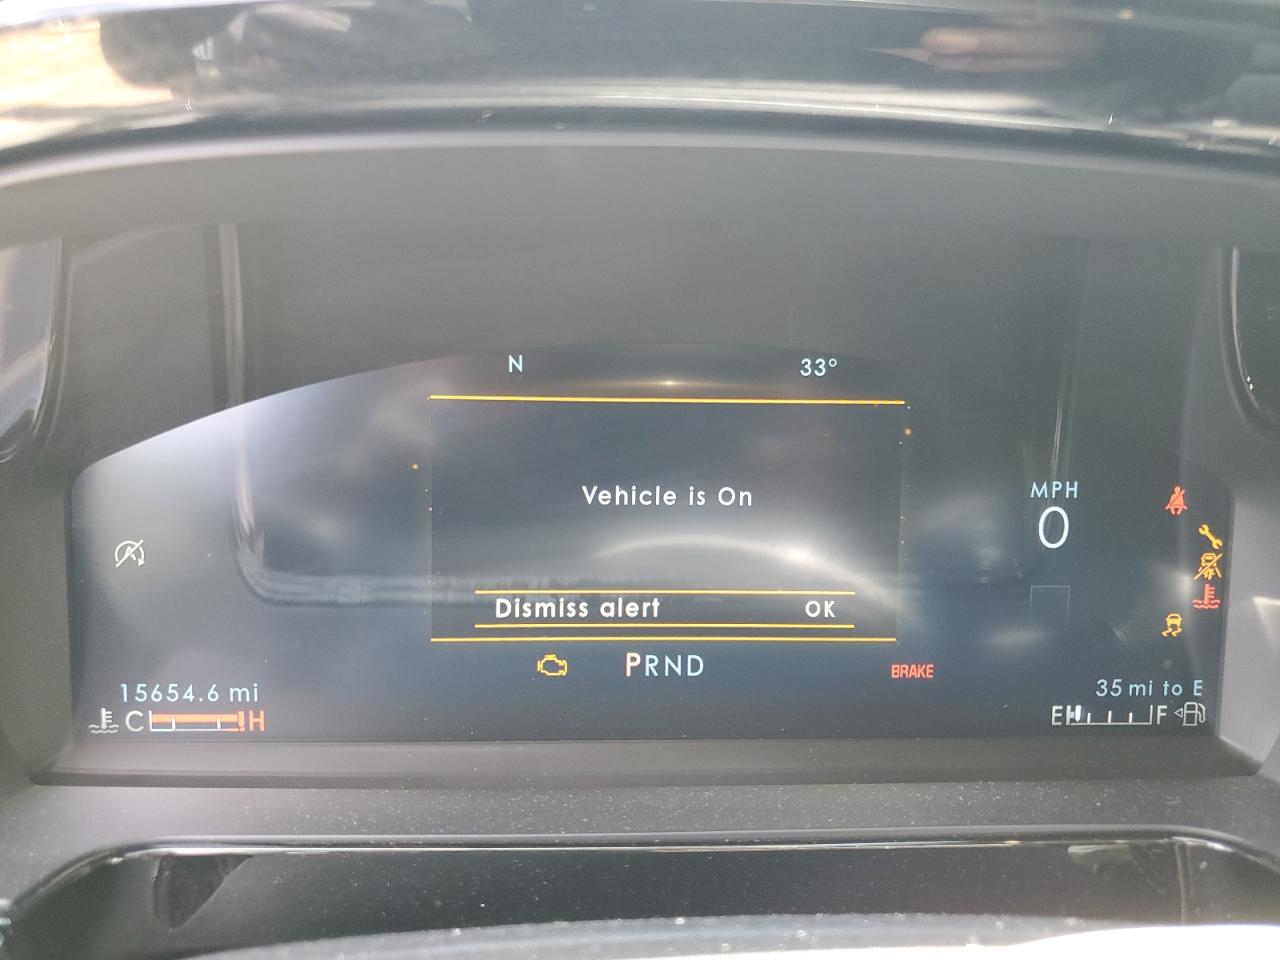 N 33°
Vehicle is On
MPH
0
Dismiss alert OK
PRND
BRAKE
15654.6 mi
35 mi to E
C H
E F